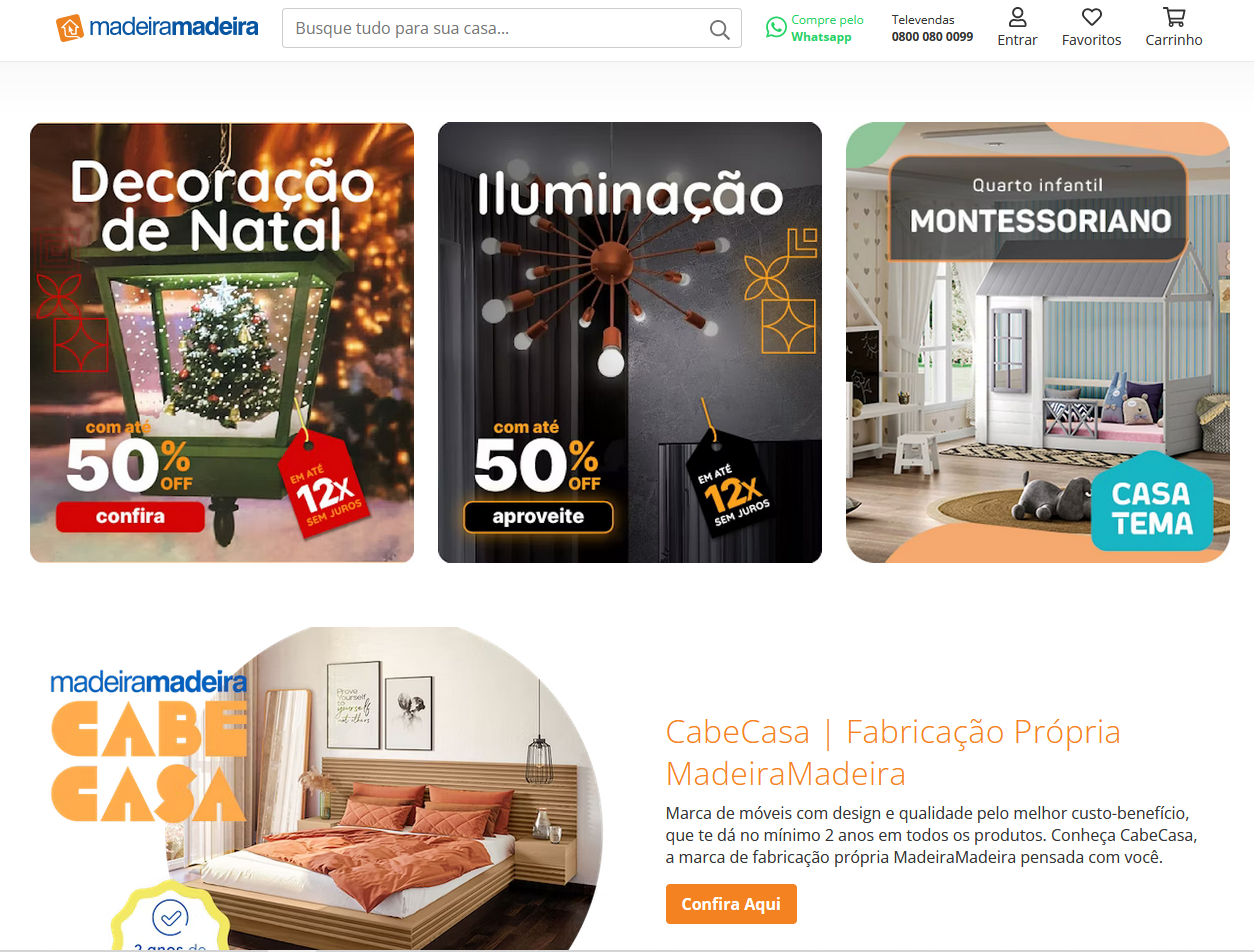 madeiramadeira
Busque tudo para sua casa...
Compre pelo
Whatsapp
Televendas
0800 080 0099
Entrar
Favoritos
Carrinho
Decoração
de Natal
com até
50%
OFF
confira
EM ATÉ
12X
SEM JUROS
Iluminação
com até
50%
OFF
aproveite
EM ATÉ
12X
SEM JUROS
Quarto infantil
MONTESSORIANO
CASA
TEMA
madeiramadeira
CABE
CASA
Prove
Yourself
to
yourself
not others
2 anos de
CabeCasa | Fabricação Própria
MadeiraMadeira
Marca de móveis com design e qualidade pelo melhor custo-benefício,
que te dá no mínimo 2 anos em todos os produtos. Conheça CabeCasa,
a marca de fabricação própria MadeiraMadeira pensada com você.
Confira Aqui